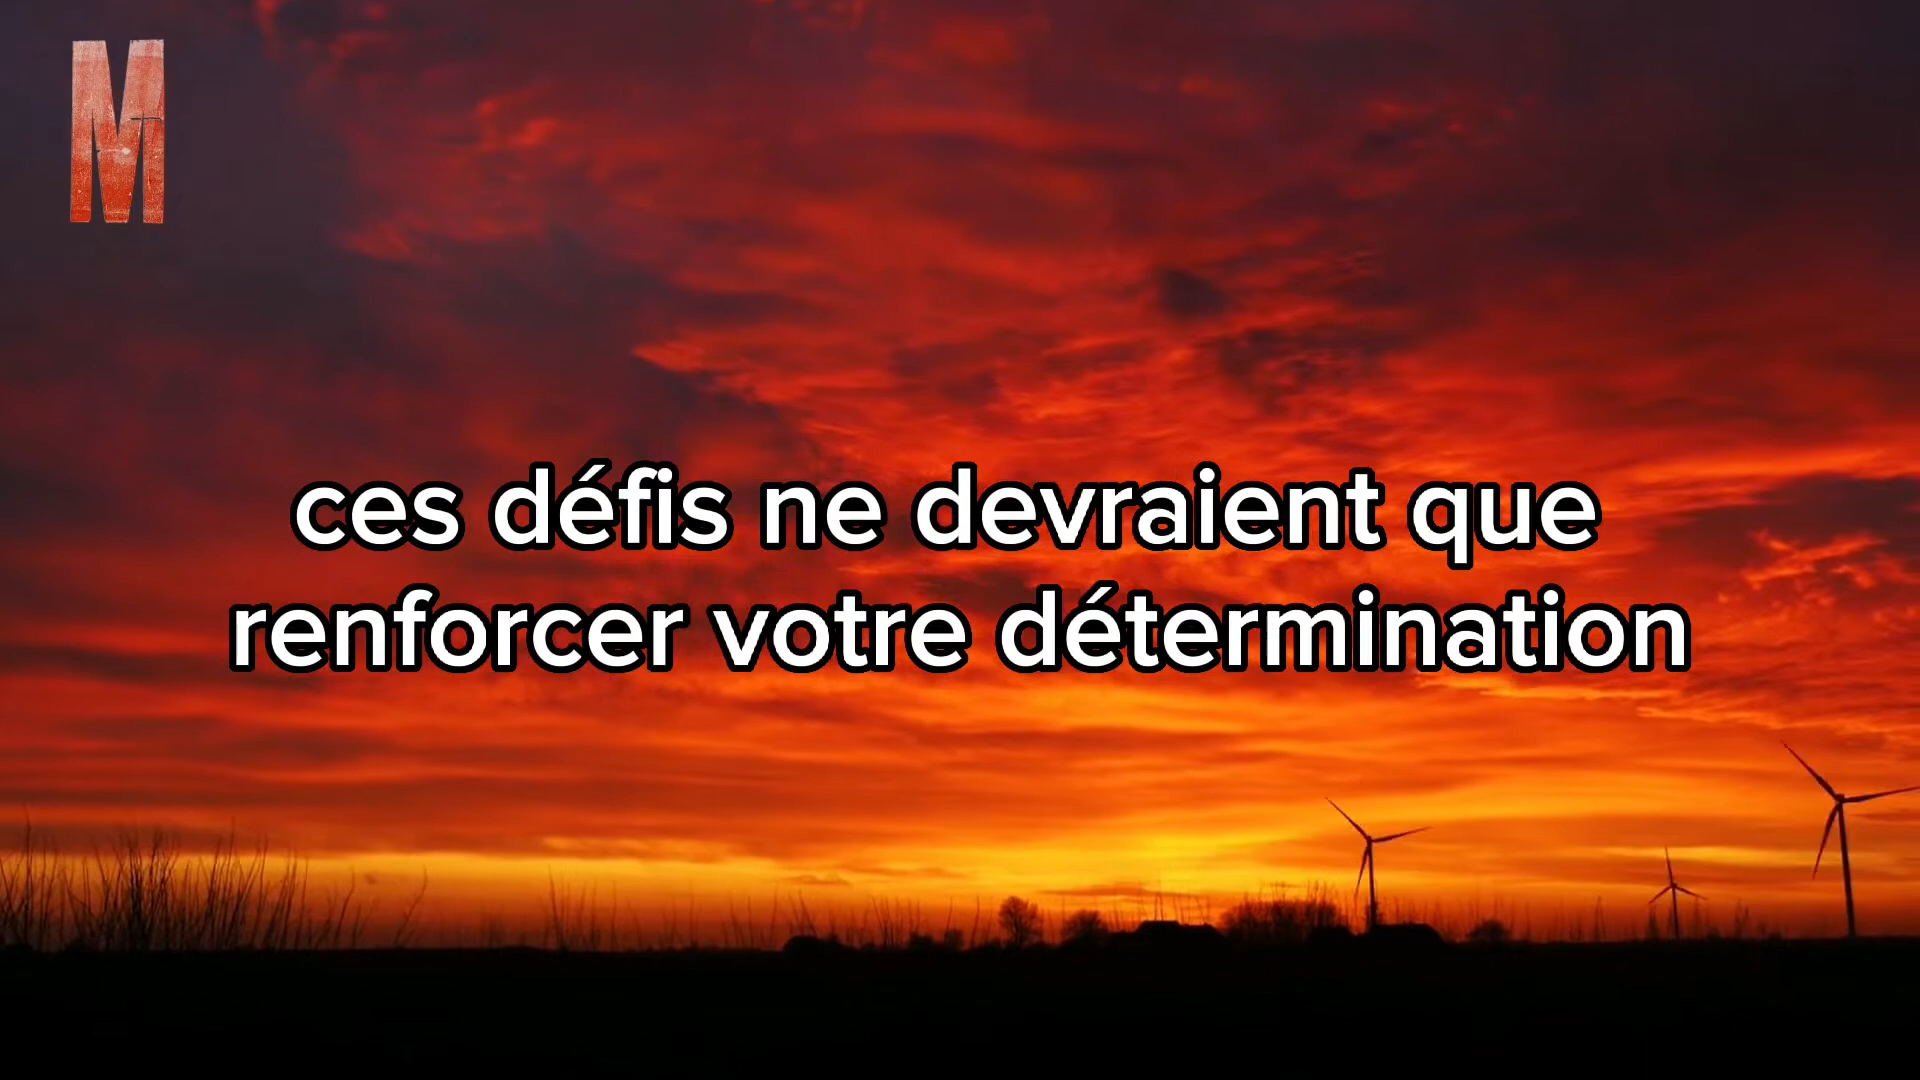 M
ces défis ne devraient que
renforcer votre détermination